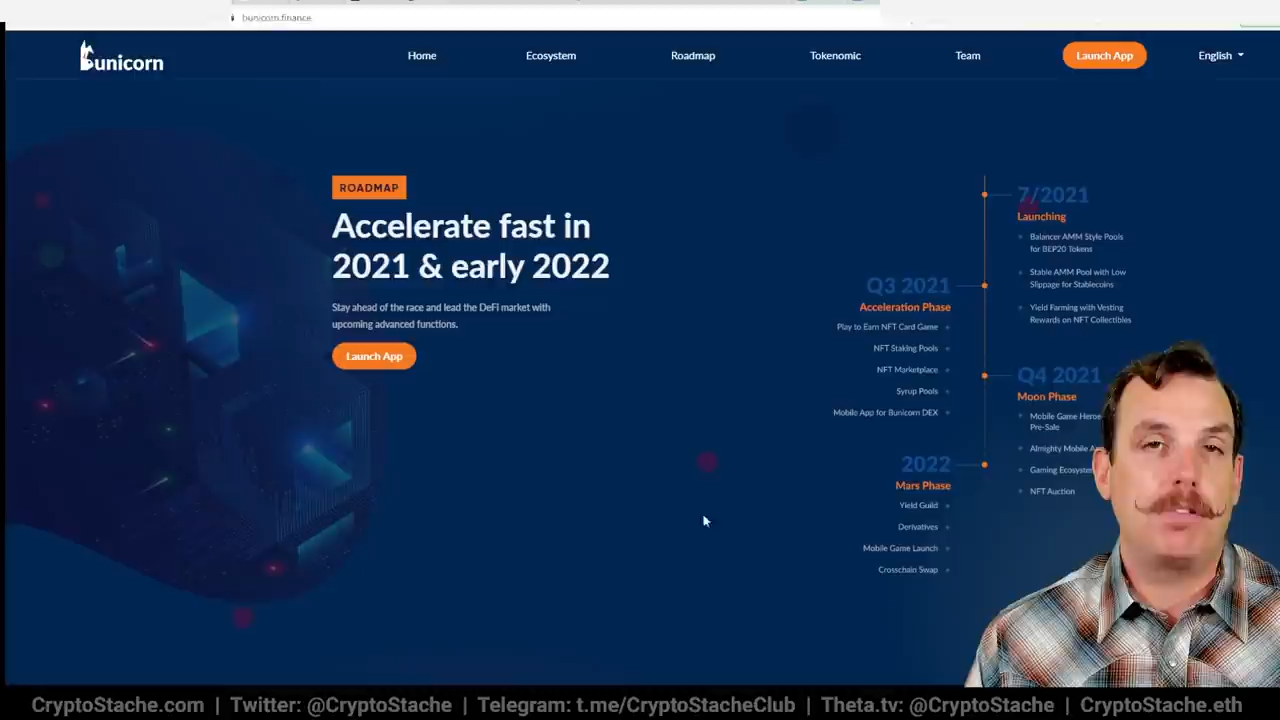 bunicorn.finance
bunicorn
Home
Ecosystem
Roadmap
Tokenomic
Team
Launch App
English
ROADMAP
Accelerate fast in
2021 & early 2022
Stay ahead of the race and lead the DeFi market with
upcoming advanced functions.
Launch App
7/2021
Launching
Balancer AMM Style Pools
for BEP20 Tokens
Stable AMM Pool with Low
Slippage for Stablecoins
Yield Farming with Vesting
Rewards on NFT Collectibles
Q3 2021
Acceleration Phase
Play to Earn NFT Card Game
NFT Staking Pools
NFT Marketplace
Syrup Pools
Mobile App for Bunicorn DEX
Q4 2021
Moon Phase
Mobile Game
Pre-Sale
Almighty Mobile
Gaming
NFT Auction
2022
Mars Phase
Yield Guild
Derivatives
Mobile Game Launch
Crosschain Swap
CryptoStache.com | Twitter: @CryptoStache | Telegram: t.me/CryptoStacheClub | Theta.tv: @CryptoStache | CryptoStache.eth